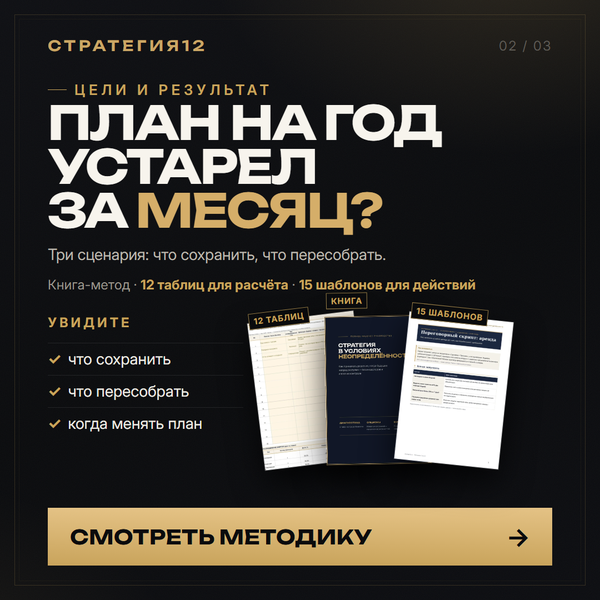 СТРАТЕГИЯ12
02 / 03
— ЦЕЛИ И РЕЗУЛЬТАТ
ПЛАН НА ГОД
УСТАРЕЛ
ЗА МЕСЯЦ?
Три сценария: что сохранить, что пересобрать.
Книга-метод · 12 таблиц для расчёта · 15 шаблонов для действий
УВИДИТЕ
✓ что сохранить
✓ что пересобрать
✓ когда менять план
12 ТАБЛИЦ
КНИГА
15 ШАБЛОНОВ
СТРАТЕГИЯ
В УСЛОВИЯХ
НЕОПРЕДЕЛЁННОСТ
Переговорный скрипт: аренда
СМОТРЕТЬ МЕТОДИКУ →